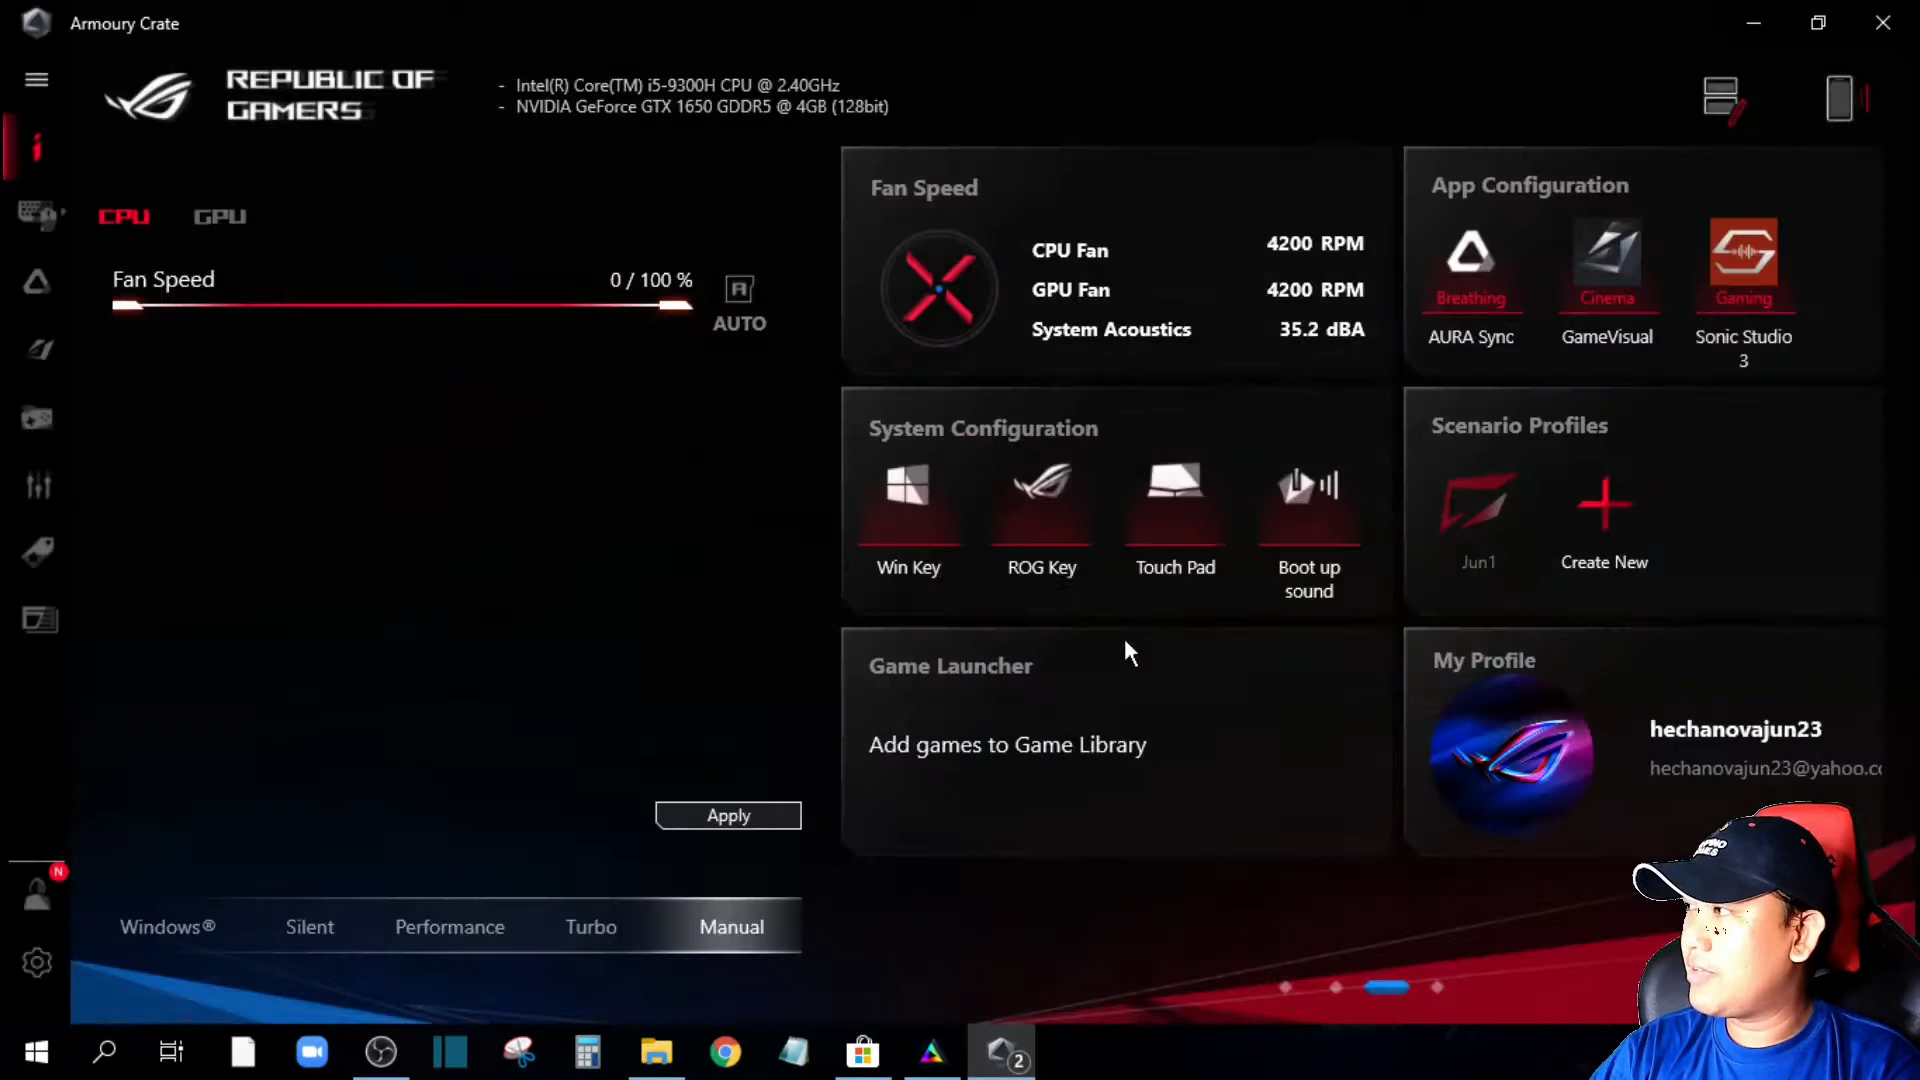 Armoury Crate
REPUBLIC OF
GAMERS
- Intel(R) Core(TM) i5-9300H CPU @ 2.40GHz
- NVIDIA GeForce GTX 1650 GDDR5 @ 4GB (128bit)
CPU GPU
Fan Speed 0 / 100 %
A
AUTO
Fan Speed
CPU Fan 4200 RPM
GPU Fan 4200 RPM
System Acoustics 35.2 dBA
App Configuration
Breathing Cinema Gaming
AURA Sync GameVisual Sonic Studio
3
System Configuration
Win Key ROG Key Touch Pad Boot up
sound
Scenario Profiles
Jun1 Create New
Game Launcher
Add games to Game Library
My Profile
hechanovajun23
hechanovajun23@yahoo.co
Apply
N
Windows® Silent Performance Turbo Manual
2